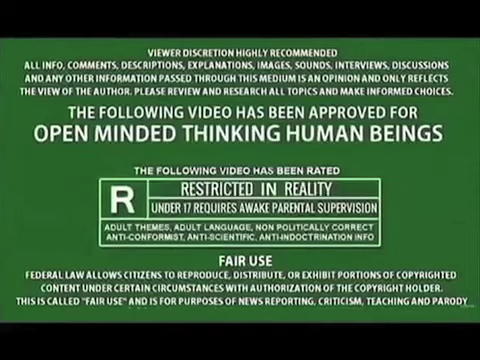 VIEWER DISCRETION HIGHLY RECOMMENDED
ALL INFO, COMMENTS, DESCRIPTIONS, EXPLANATIONS, IMAGES, SOUNDS, INTERVIEWS, DISCUSSIONS
AND ANY OTHER INFORMATION PASSED THROUGH THIS MEDIUM IS AN OPINION AND ONLY REFLECTS
THE VIEW OF THE AUTHOR. PLEASE REVIEW AND RESEARCH ALL TOPICS AND MAKE INFORMED CHOICES.
THE FOLLOWING VIDEO HAS BEEN APPROVED FOR
OPEN MINDED THINKING HUMAN BEINGS
THE FOLLOWING VIDEO HAS BEEN RATED
R
RESTRICTED IN REALITY
UNDER 17 REQUIRES AWAKE PARENTAL SUPERVISION
ADULT THEMES, ADULT LANGUAGE, NON POLITICALLY CORRECT
ANTI-CONFORMIST, ANTI-SCIENTIFIC, ANTI-INDOCTRINATION INFO
FAIR USE
FEDERAL LAW ALLOWS CITIZENS TO REPRODUCE, DISTRIBUTE, OR EXHIBIT PORTIONS OF COPYRIGHTED
CONTENT UNDER CERTAIN CIRCUMSTANCES WITH AUTHORIZATION OF THE COPYRIGHT HOLDER.
THIS IS CALLED "FAIR USE" AND IS FOR PURPOSES OF NEWS REPORTING, CRITICISM, TEACHING AND PARODY